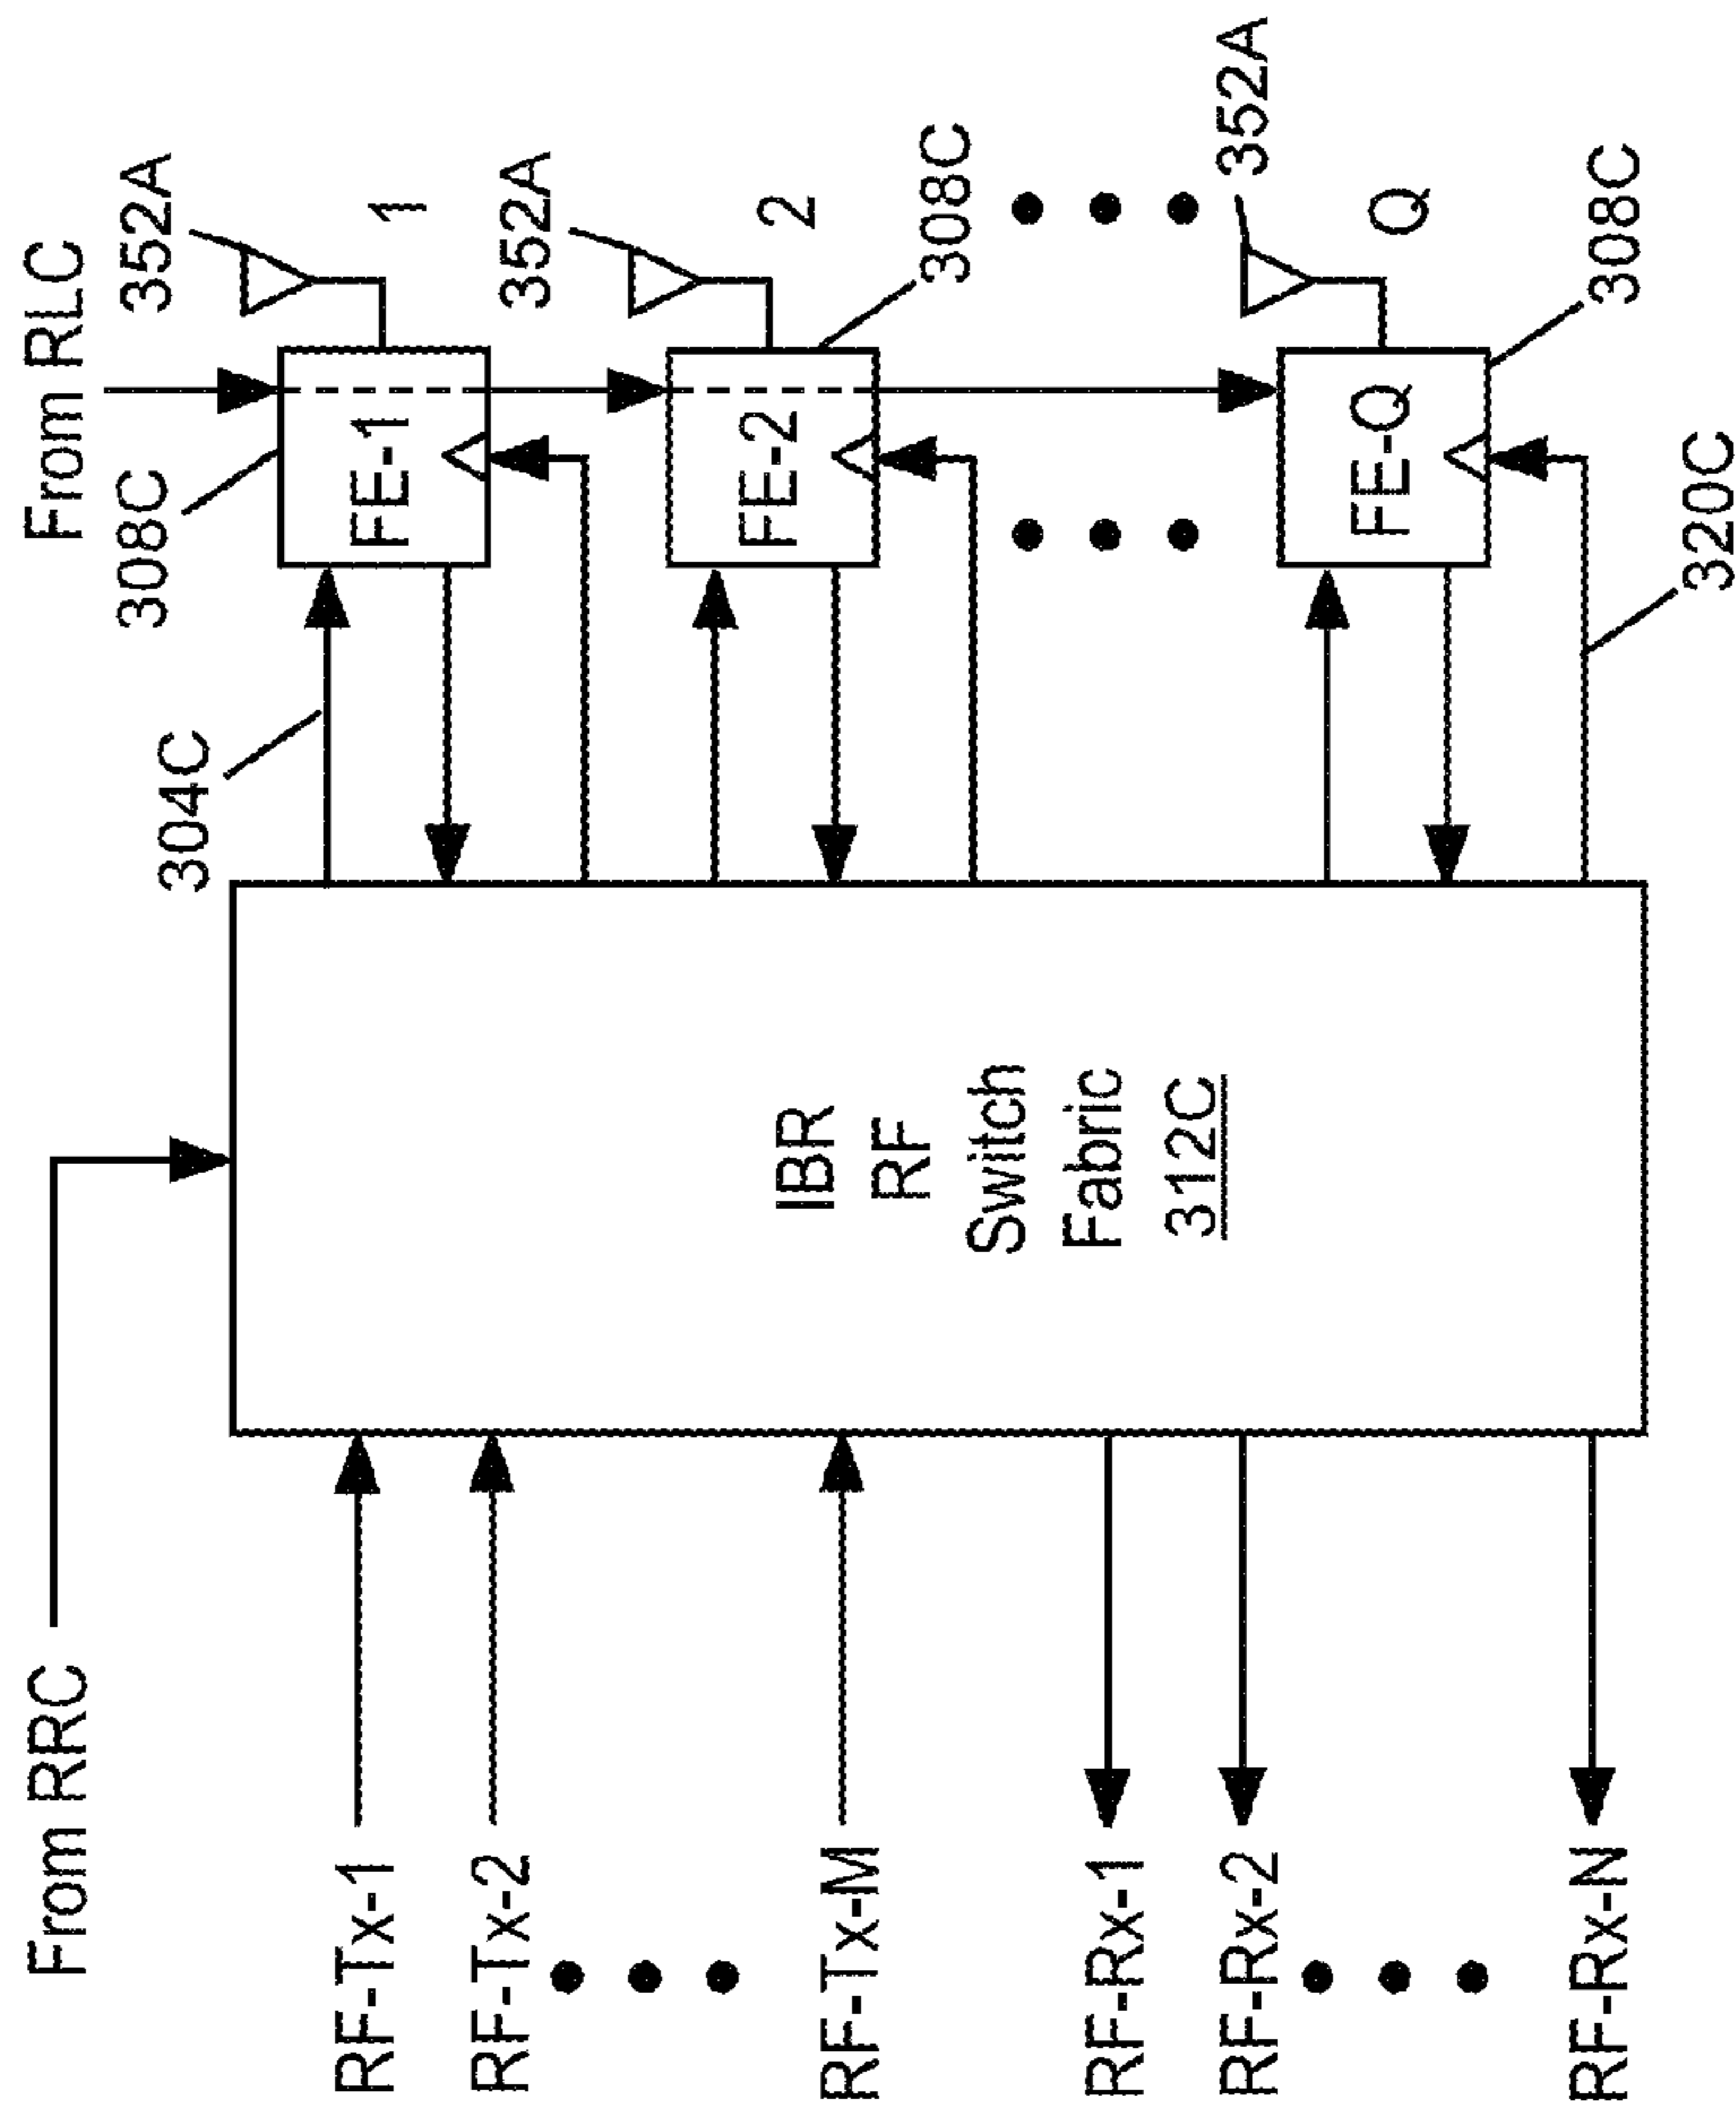 From RRC
From RLC
RF-Tx-1
RF-Tx-2
RF-Tx-M
RF-Rx-1
RF-Rx-2
RF-Rx-N
IBR
RF
Switch
Fabric
312C
304C
308C
FE-1
352A
1
FE-2
352A
2
308C
FE-Q
352A
Q
308C
320C